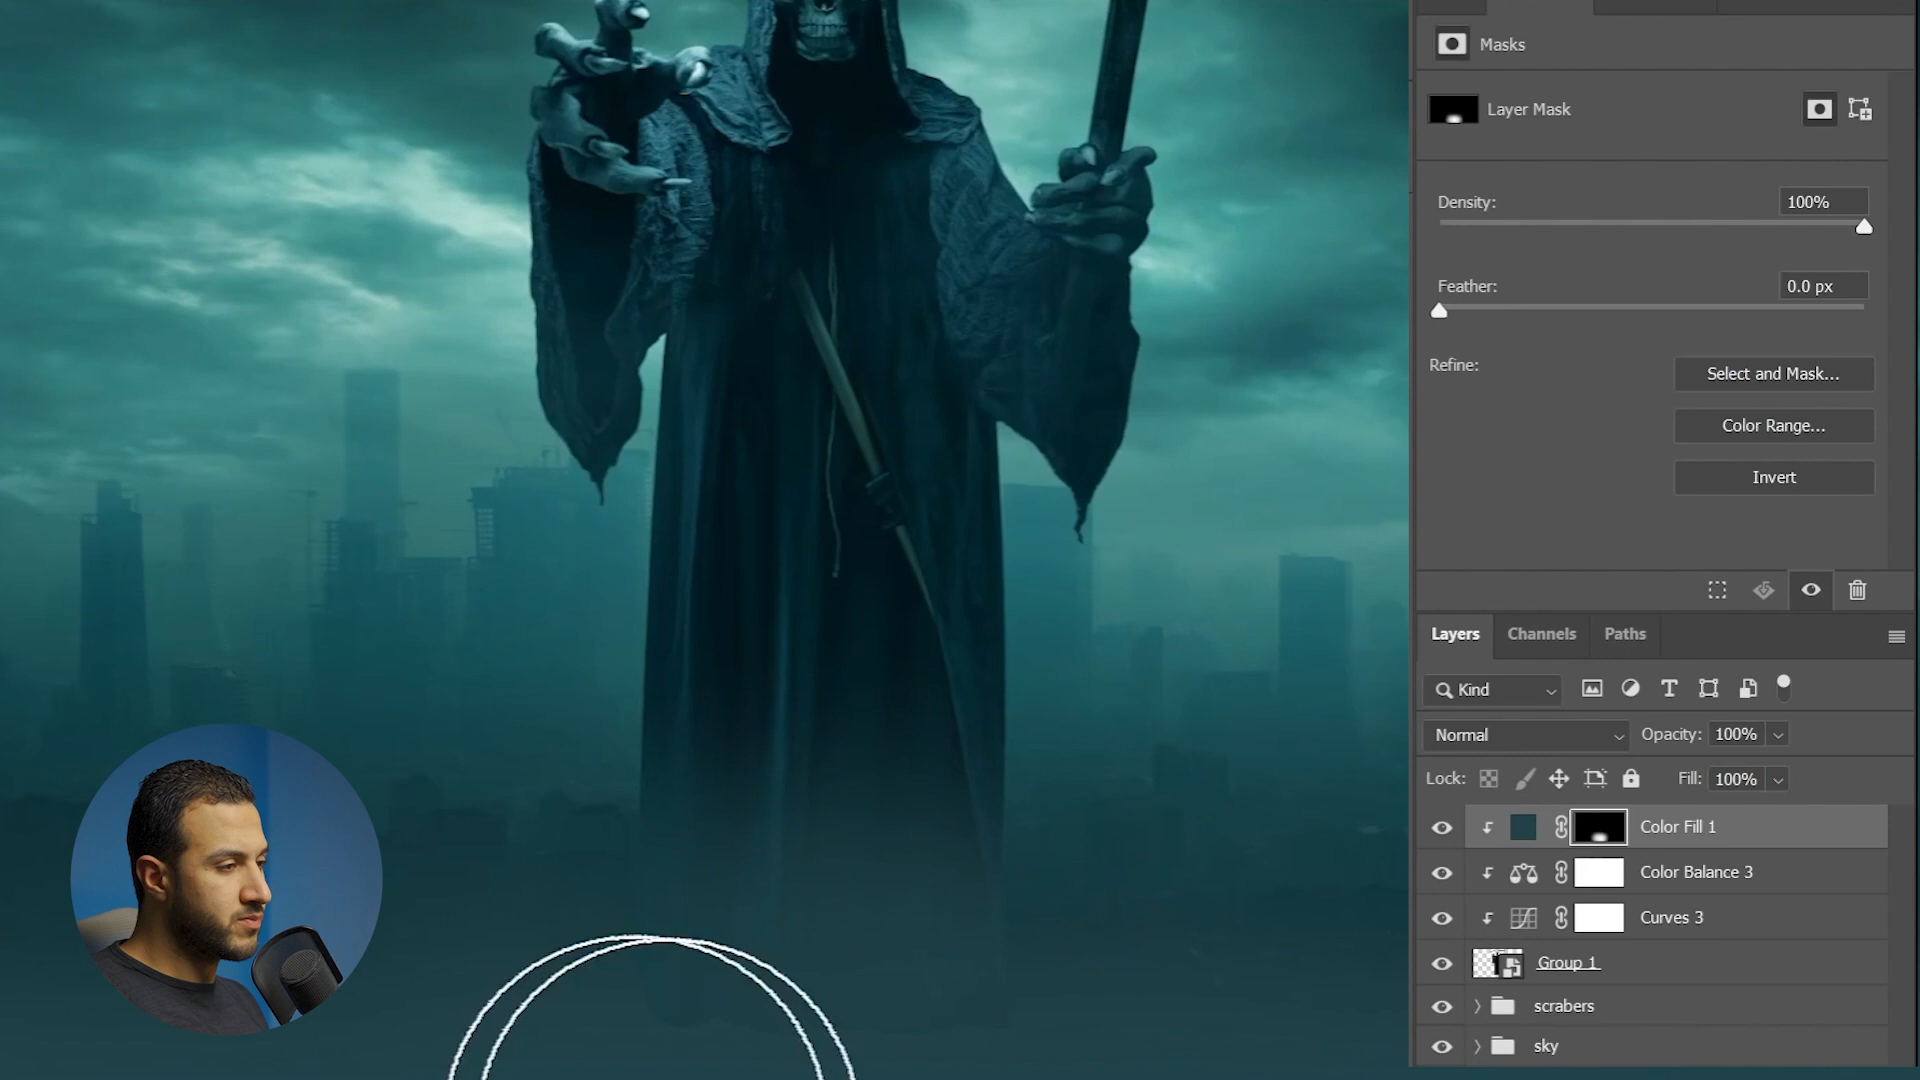 Masks
Layer Mask
Density:
100%
Feather:
0.0 px
Refine:
Select and Mask...
Color Range...
Invert
Layers
Channels
Paths
Kind
Normal
Opacity:
100%
Lock:
Fill:
100%
Color Fill 1
Color Balance 3
Curves 3
Group 1
scrabers
sky